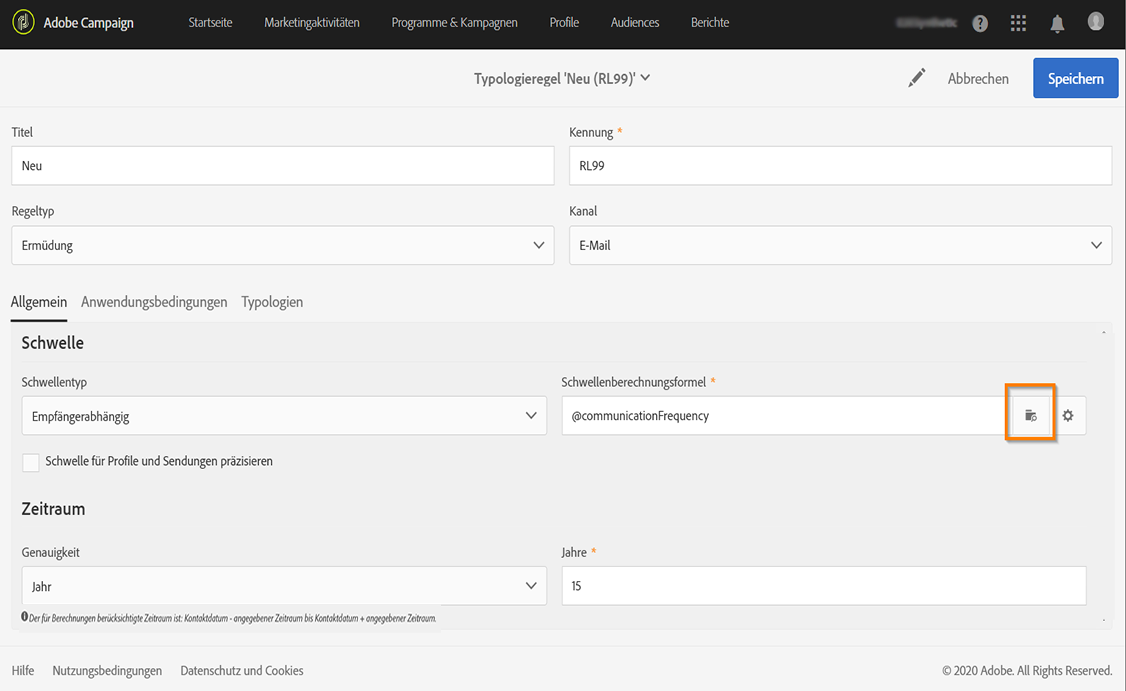 Adobe Campaign Startseite Marketingaktivitäten Programme & Kampagnen Profile Audiences Berichte
Typologieregel 'Neu (RL99)' Abbrechen Speichern
Titel Kennung *
Neu RL99
Regeltyp Kanal
Ermüdung E-Mail
Allgemein Anwendungsbedingungen Typologien
Schwelle
Schwellentyp Schwellenberechnungsformel *
Empfängerabhängig @communicationFrequency
Schwelle für Profile und Sendungen präzisieren
Zeitraum
Genauigkeit Jahre *
Jahr 15
Der für Berechnungen berücksichtigte Zeitraum ist: Kontaktdatum - angegebener Zeitraum bis Kontaktdatum + angegebener Zeitraum.
Hilfe Nutzungsbedingungen Datenschutz und Cookies © 2020 Adobe. All Rights Reserved.